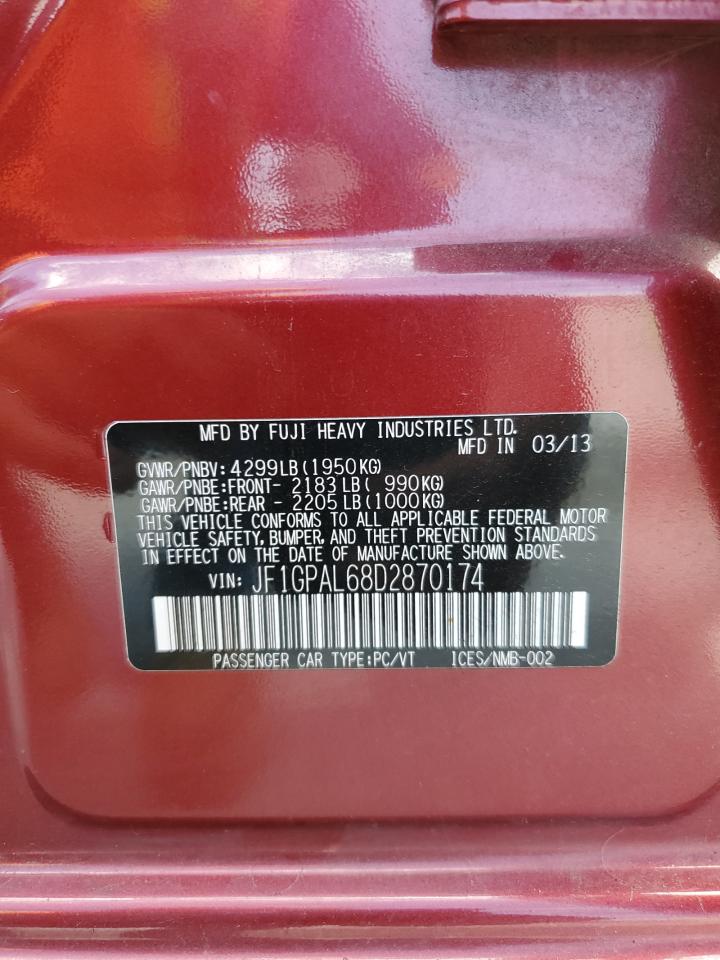 MFD BY FUJI HEAVY INDUSTRIES LTD.
MFD IN 03/13
GVWR/PNBV: 4299LB(1950KG)
GAWR/PNBE:FRONT- 2183LB( 990KG)
GAWR/PNBE:REAR - 2205LB(1000KG)
THIS VEHICLE CONFORMS TO ALL APPLICABLE FEDERAL MOTOR
VEHICLE SAFETY, BUMPER, AND THEFT PREVENTION STANDARDS
IN EFFECT ON THE DATE OF MANUFACTURE SHOWN ABOVE.
VIN: JF1GPAL68D2870174
PASSENGER CAR TYPE:PC/VT ICES/NMB-002